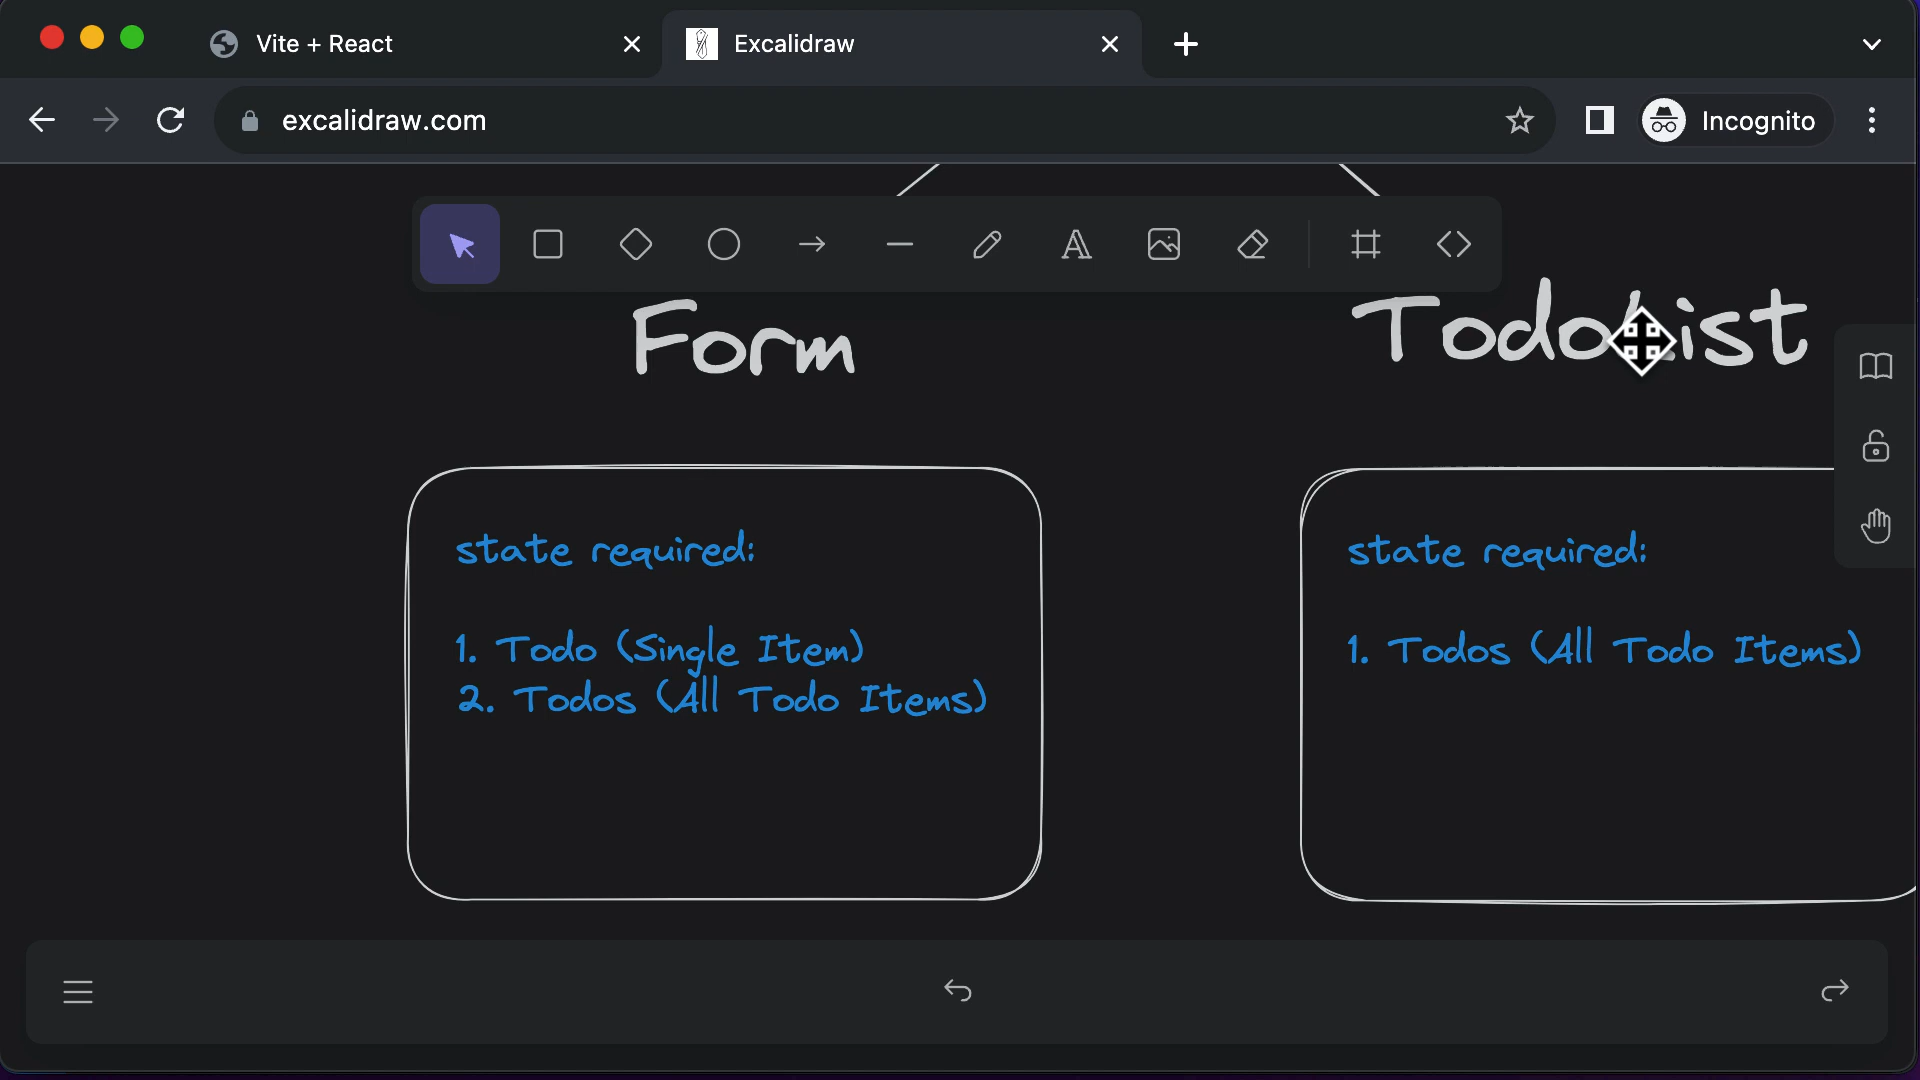 Vite + React
Excalidraw
excalidraw.com
Incognito
Form
TodoList
state required:
1. Todo (Single Item)
2. Todos (All Todo Items)
state required:
1. Todos (All Todo Items)